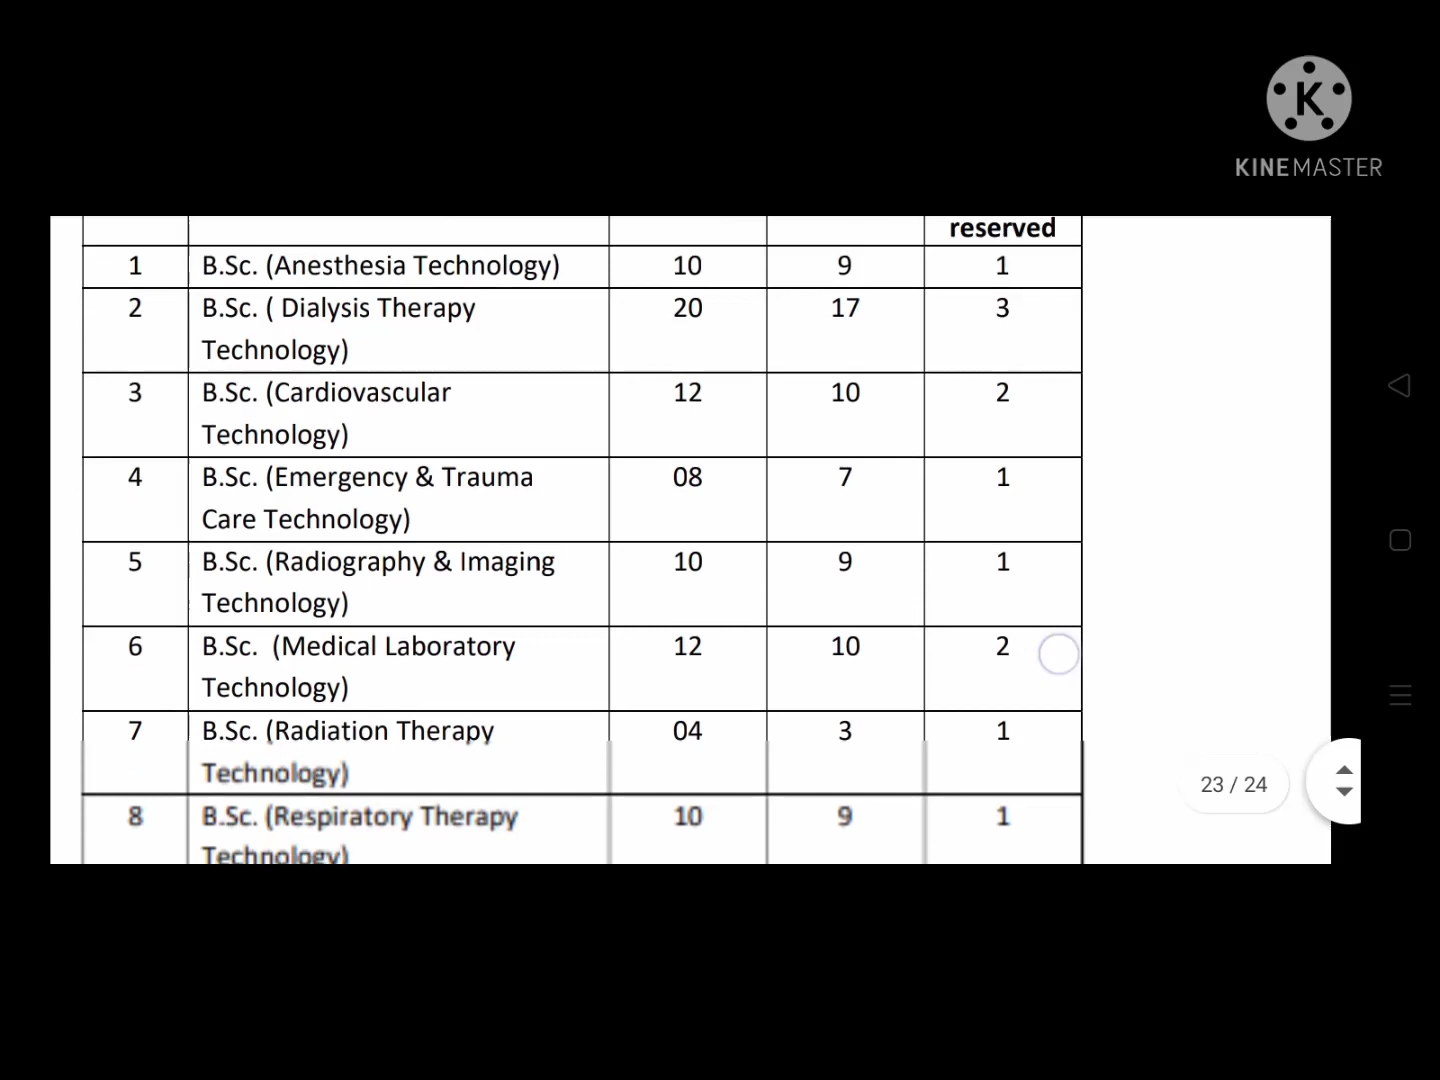 K
KINEMASTER
reserved
1 B.Sc. (Anesthesia Technology) 10 9 1
2 B.Sc. ( Dialysis Therapy 20 17 3
Technology)
3 B.Sc. (Cardiovascular 12 10 2
Technology)
4 B.Sc. (Emergency & Trauma 08 7 1
Care Technology)
5 B.Sc. (Radiography & Imaging 10 9 1
Technology)
6 B.Sc. (Medical Laboratory 12 10 2
Technology)
7 B.Sc. (Radiation Therapy 04 3 1
Technology)
23 / 24
8 B.Sc. (Respiratory Therapy 10 9 1
Technology)